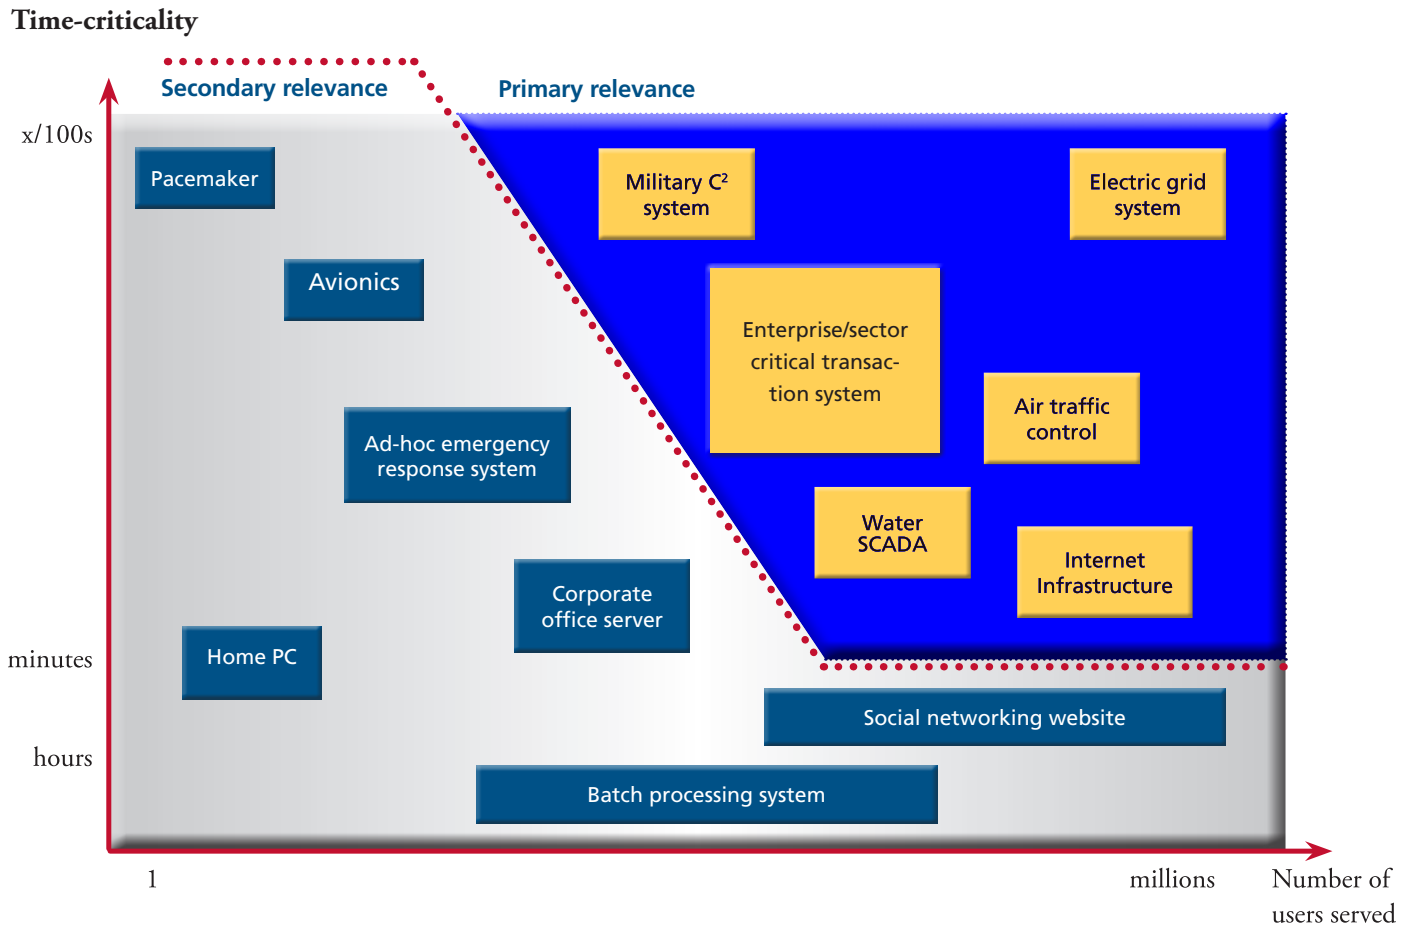 Time-criticality
Secondary relevance
Primary relevance
x/100s
Pacemaker
Military C²
system
Electric grid
system
Avionics
Enterprise/sector
critical transac-
tion system
Air traffic
control
Ad-hoc emergency
response system
Water
SCADA
Internet
Infrastructure
Corporate
office server
Home PC
minutes
Social networking website
hours
Batch processing system
1
millions
Number of
users served